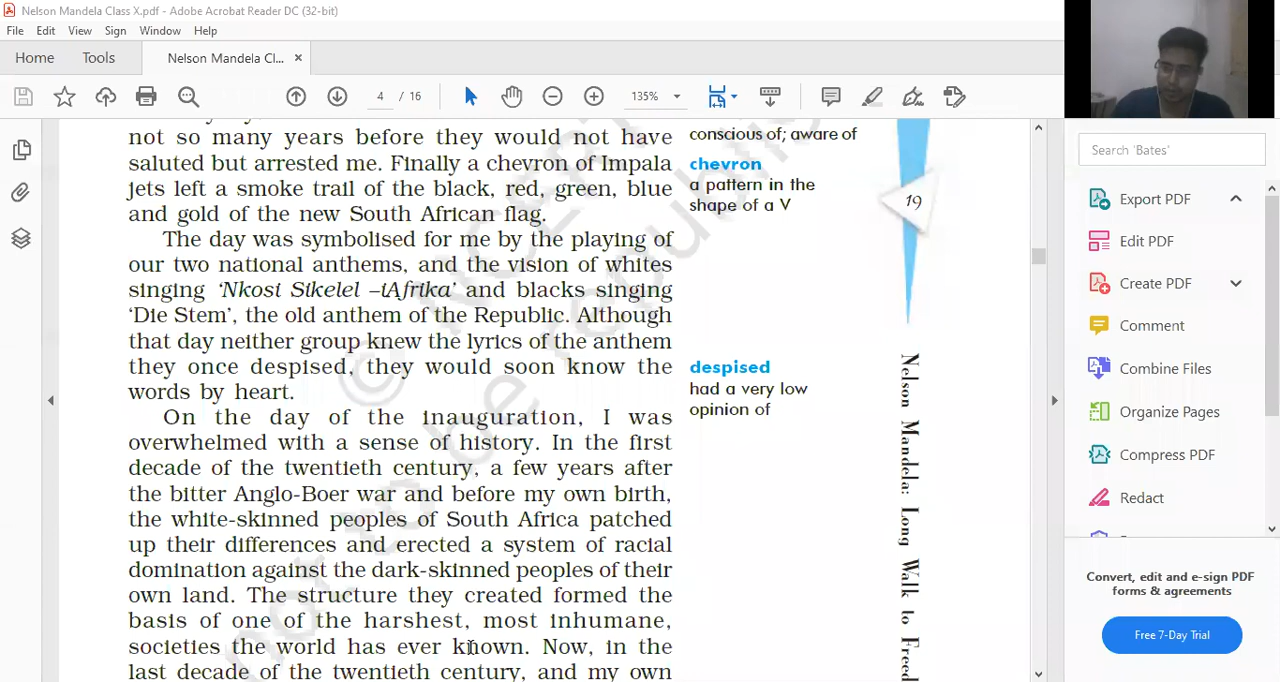 Nelson Mandela Class X.pdf - Adobe Acrobat Reader DC (32-bit)
File Edit View Sign Window Help
Home Tools Nelson Mandela Cl... ×
4 / 16 135%
not so many years before they would not have
saluted but arrested me. Finally a chevron of Impala
jets left a smoke trail of the black, red, green, blue
and gold of the new South African flag.
The day was symbolised for me by the playing of
our two national anthems, and the vision of whites
singing ‘Nkosi Sikelel –iAfrika’ and blacks singing
‘Die Stem’, the old anthem of the Republic. Although
that day neither group knew the lyrics of the anthem
they once despised, they would soon know the
words by heart.
On the day of the inauguration, I was
overwhelmed with a sense of history. In the first
decade of the twentieth century, a few years after
the bitter Anglo-Boer war and before my own birth,
the white-skinned peoples of South Africa patched
up their differences and erected a system of racial
domination against the dark-skinned peoples of their
own land. The structure they created formed the
basis of one of the harshest, most inhumane,
societies the world has ever known. Now, in the
last decade of the twentieth century, and my own
conscious of; aware of
chevron
a pattern in the
shape of a V
despised
had a very low
opinion of
19
Nelson Mandela: Long Walk to Freed
© NCERT
not to be republish
Search 'Bates'
Export PDF
Edit PDF
Create PDF
Comment
Combine Files
Organize Pages
Compress PDF
Redact
Convert, edit and e-sign PDF
forms & agreements
Free 7-Day Trial